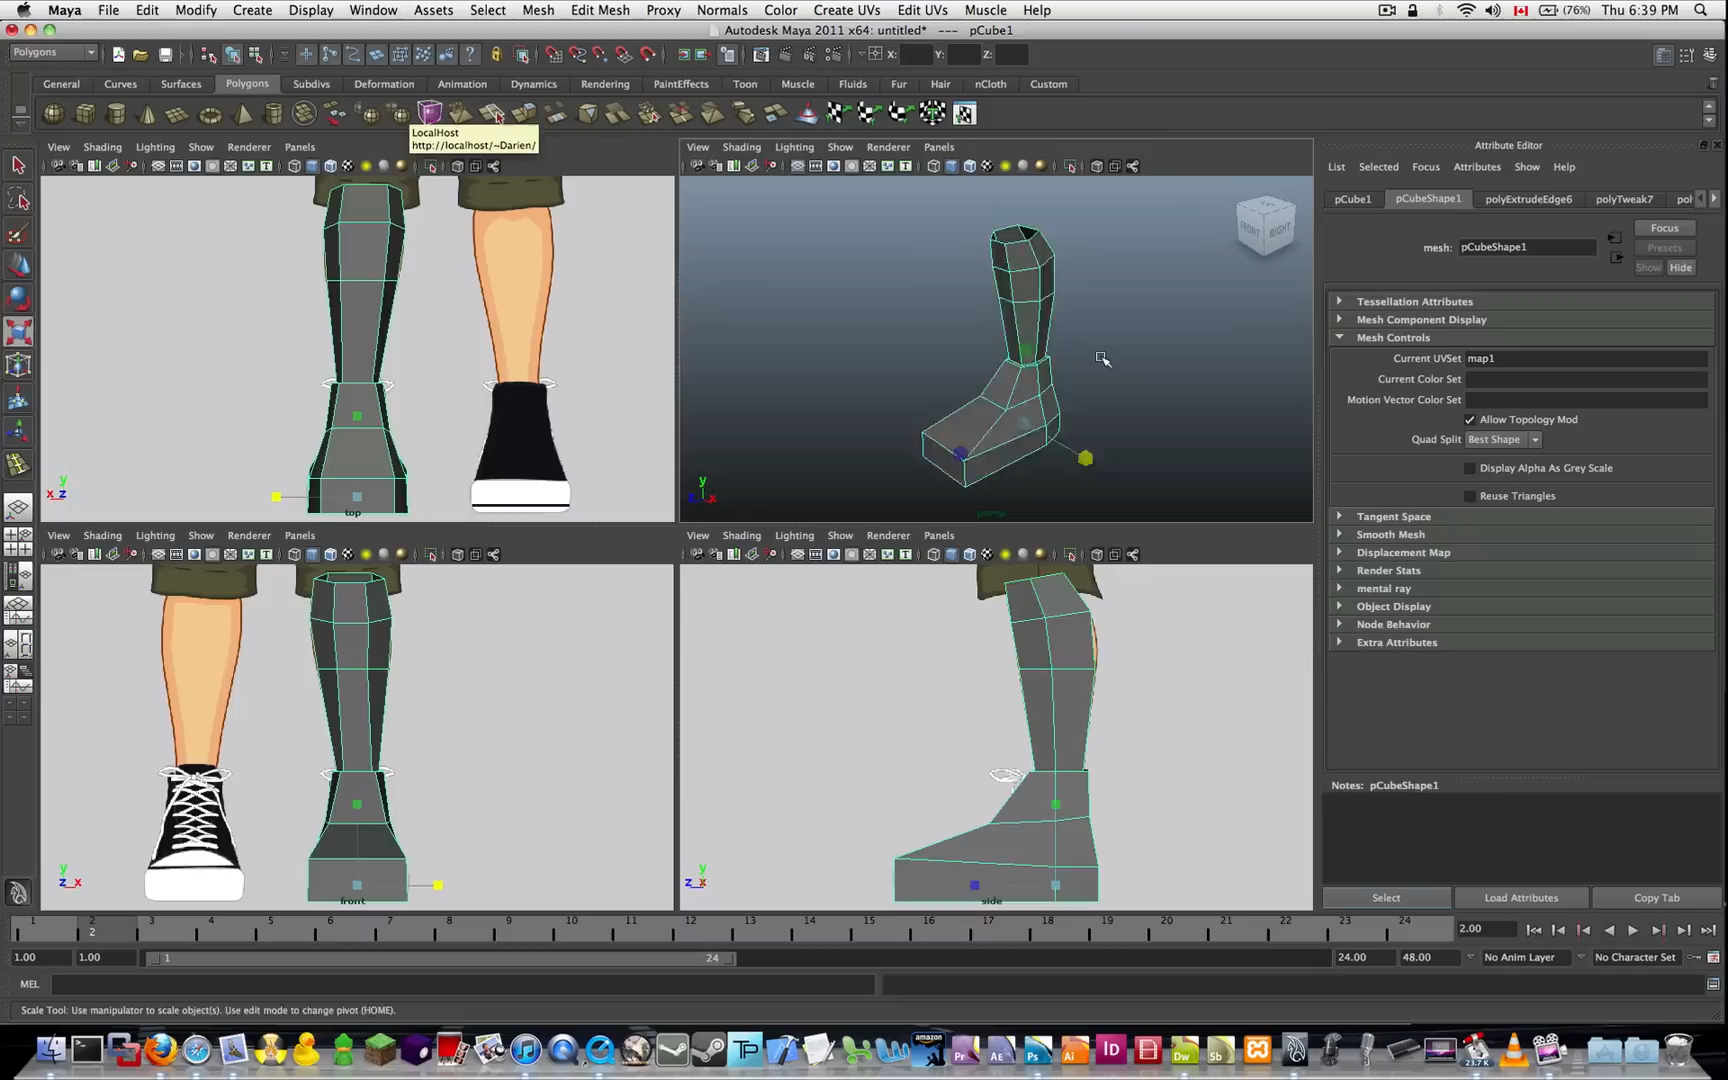 Maya File Edit Modify Create Display Window Assets Select Mesh Edit Mesh Proxy Normals Color Create UVs Edit UVs Muscle Help (76%) Thu 6:39 PM
Autodesk Maya 2011 x64: untitled* --- pCube1
Polygons X: Y: Z:
General Curves Surfaces Subdivs Deformation Animation Dynamics Rendering Polygons PaintEffects Toon Muscle Fluids Fur Hair nCloth Custom
LocalHost
http://localhost/~Darien/
View Shading Lighting Show Renderer Panels
View Shading Lighting Show Renderer Panels
Attribute Editor
List Selected Focus Attributes Show Help
pCube1 pCubeShape1 polyExtrudeEdge6 polyTweak7 pol
mesh: pCubeShape1
Focus
Presets
Show Hide
Tessellation Attributes
Mesh Component Display
Mesh Controls
Current UVSet map1
Current Color Set
Motion Vector Color Set
Allow Topology Mod
Quad Split Best Shape
Display Alpha As Grey Scale
Reuse Triangles
Tangent Space
Smooth Mesh
Displacement Map
Render Stats
mental ray
Object Display
Node Behavior
Extra Attributes
FRONT RIGHT
y
x z
top
y
z x
persp
View Shading Lighting Show Renderer Panels
View Shading Lighting Show Renderer Panels
y
z x
front
y
z x
side
Notes: pCubeShape1
Select Load Attributes Copy Tab
1 2 3 4 5 6 7 8 9 10 11 12 13 14 15 16 17 18 19 20 21 22 23 24
2
2.00
1.00 1.00 1 24 24.00 48.00 No Anim Layer No Character Set
MEL
Scale Tool: Use manipulator to scale object(s). Use edit mode to change pivot (HOME).
amazon
TP Pr AE Ps Ai Id Dw Sb
23.7 K